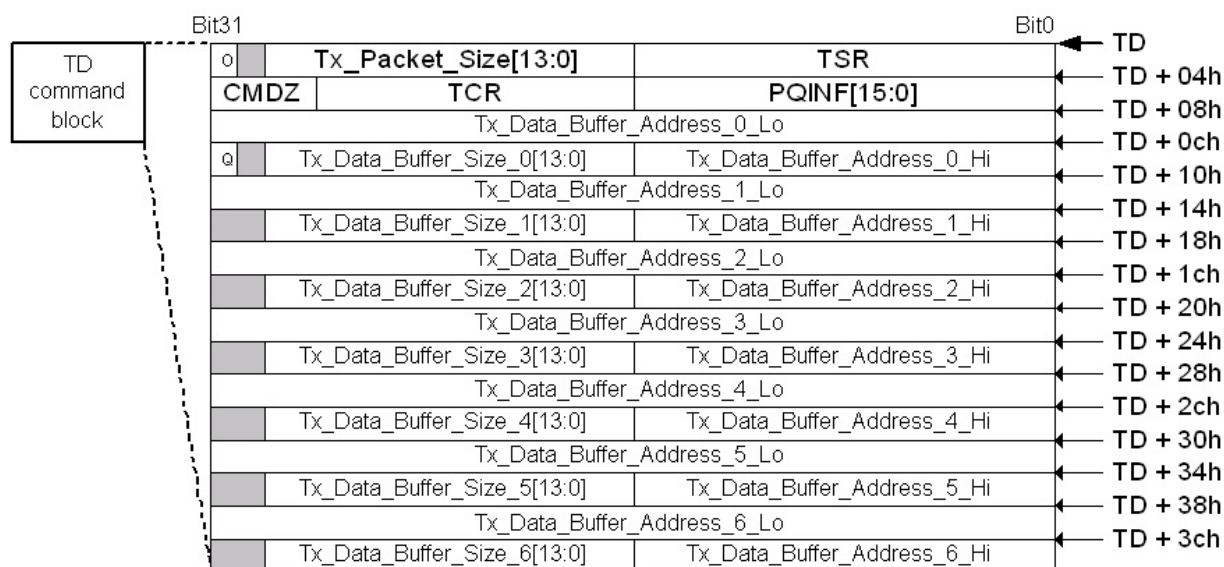 Bit31 Bit0
TD command block
O Tx_Packet_Size[13:0] TSR TD
CMDZ TCR PQINF[15:0] TD + 04h
Tx_Data_Buffer_Address_0_Lo TD + 08h
Q Tx_Data_Buffer_Size_0[13:0] Tx_Data_Buffer_Address_0_Hi TD + 0ch
Tx_Data_Buffer_Address_1_Lo TD + 10h
Tx_Data_Buffer_Size_1[13:0] Tx_Data_Buffer_Address_1_Hi TD + 14h
Tx_Data_Buffer_Address_2_Lo TD + 18h
Tx_Data_Buffer_Size_2[13:0] Tx_Data_Buffer_Address_2_Hi TD + 1ch
Tx_Data_Buffer_Address_3_Lo TD + 20h
Tx_Data_Buffer_Size_3[13:0] Tx_Data_Buffer_Address_3_Hi TD + 24h
Tx_Data_Buffer_Address_4_Lo TD + 28h
Tx_Data_Buffer_Size_4[13:0] Tx_Data_Buffer_Address_4_Hi TD + 2ch
Tx_Data_Buffer_Address_5_Lo TD + 30h
Tx_Data_Buffer_Size_5[13:0] Tx_Data_Buffer_Address_5_Hi TD + 34h
Tx_Data_Buffer_Address_6_Lo TD + 38h
Tx_Data_Buffer_Size_6[13:0] Tx_Data_Buffer_Address_6_Hi TD + 3ch